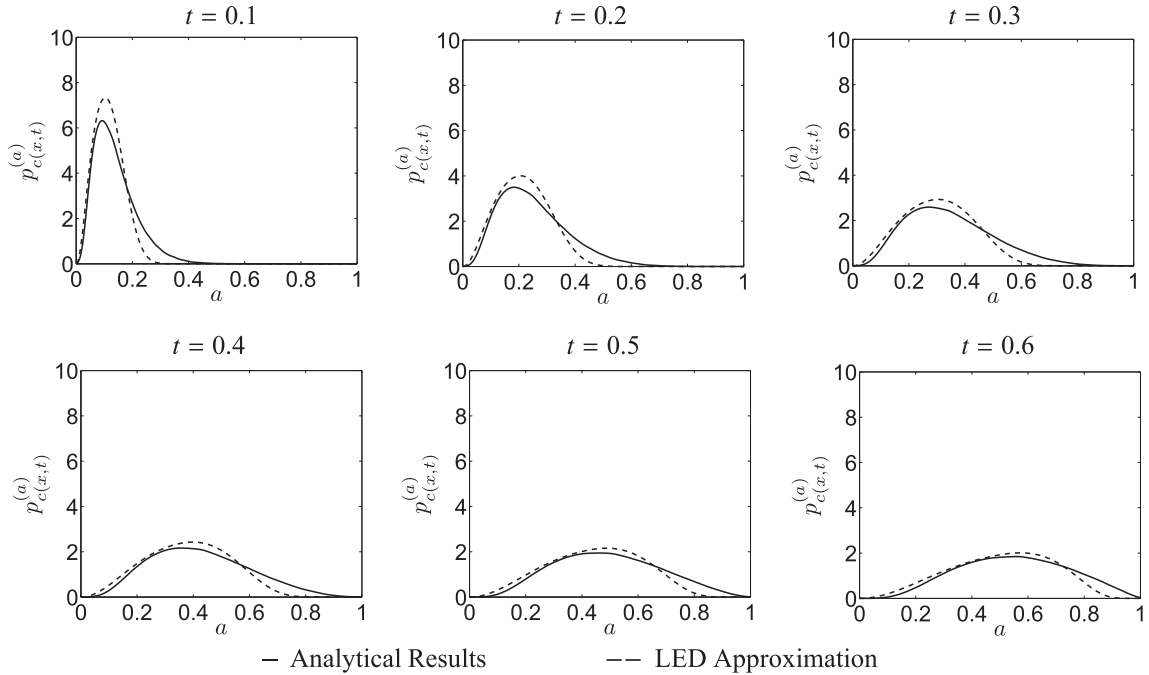 t = 0.1
t = 0.2
t = 0.3
10
8
6
4
2
0
0 0.2 0.4 0.6 0.8 1
a
p_{c(x,t)}^{(a)}
10
8
6
4
2
0
0 0.2 0.4 0.6 0.8 1
a
p_{c(x,t)}^{(a)}
10
8
6
4
2
0
0 0.2 0.4 0.6 0.8 1
a
p_{c(x,t)}^{(a)}
t = 0.4
t = 0.5
t = 0.6
10
8
6
4
2
0
0 0.2 0.4 0.6 0.8 1
a
p_{c(x,t)}^{(a)}
10
8
6
4
2
0
0 0.2 0.4 0.6 0.8 1
a
p_{c(x,t)}^{(a)}
10
8
6
4
2
0
0 0.2 0.4 0.6 0.8 1
a
p_{c(x,t)}^{(a)}
Analytical Results
LED Approximation